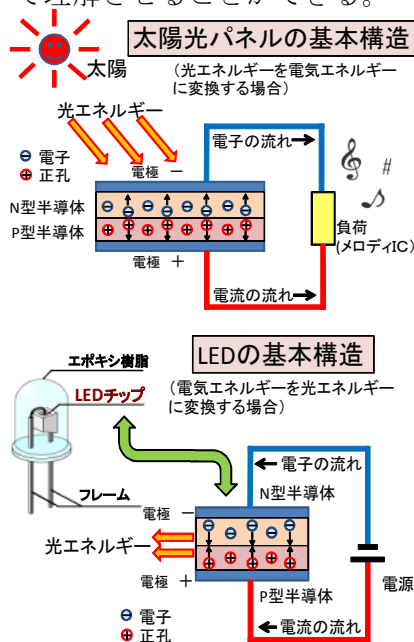 で理解させることができる。
太陽光パネルの基本構造
太陽
(光エネルギーを電気エネルギー
に変換する場合)
光エネルギー
電子の流れ→
⊖ 電子
⊕ 正孔
電極 －
N型半導体
P型半導体
負荷
(メロディIC)
電極 ＋
電流の流れ→
LEDの基本構造
エポキシ樹脂
LEDチップ
(電気エネルギーを光エネルギー
に変換する場合)
← 電子の流れ
フレーム
N型半導体
電極 －
光エネルギー
電源
電極 ＋
P型半導体
⊖ 電子
⊕ 正孔
← 電流の流れ